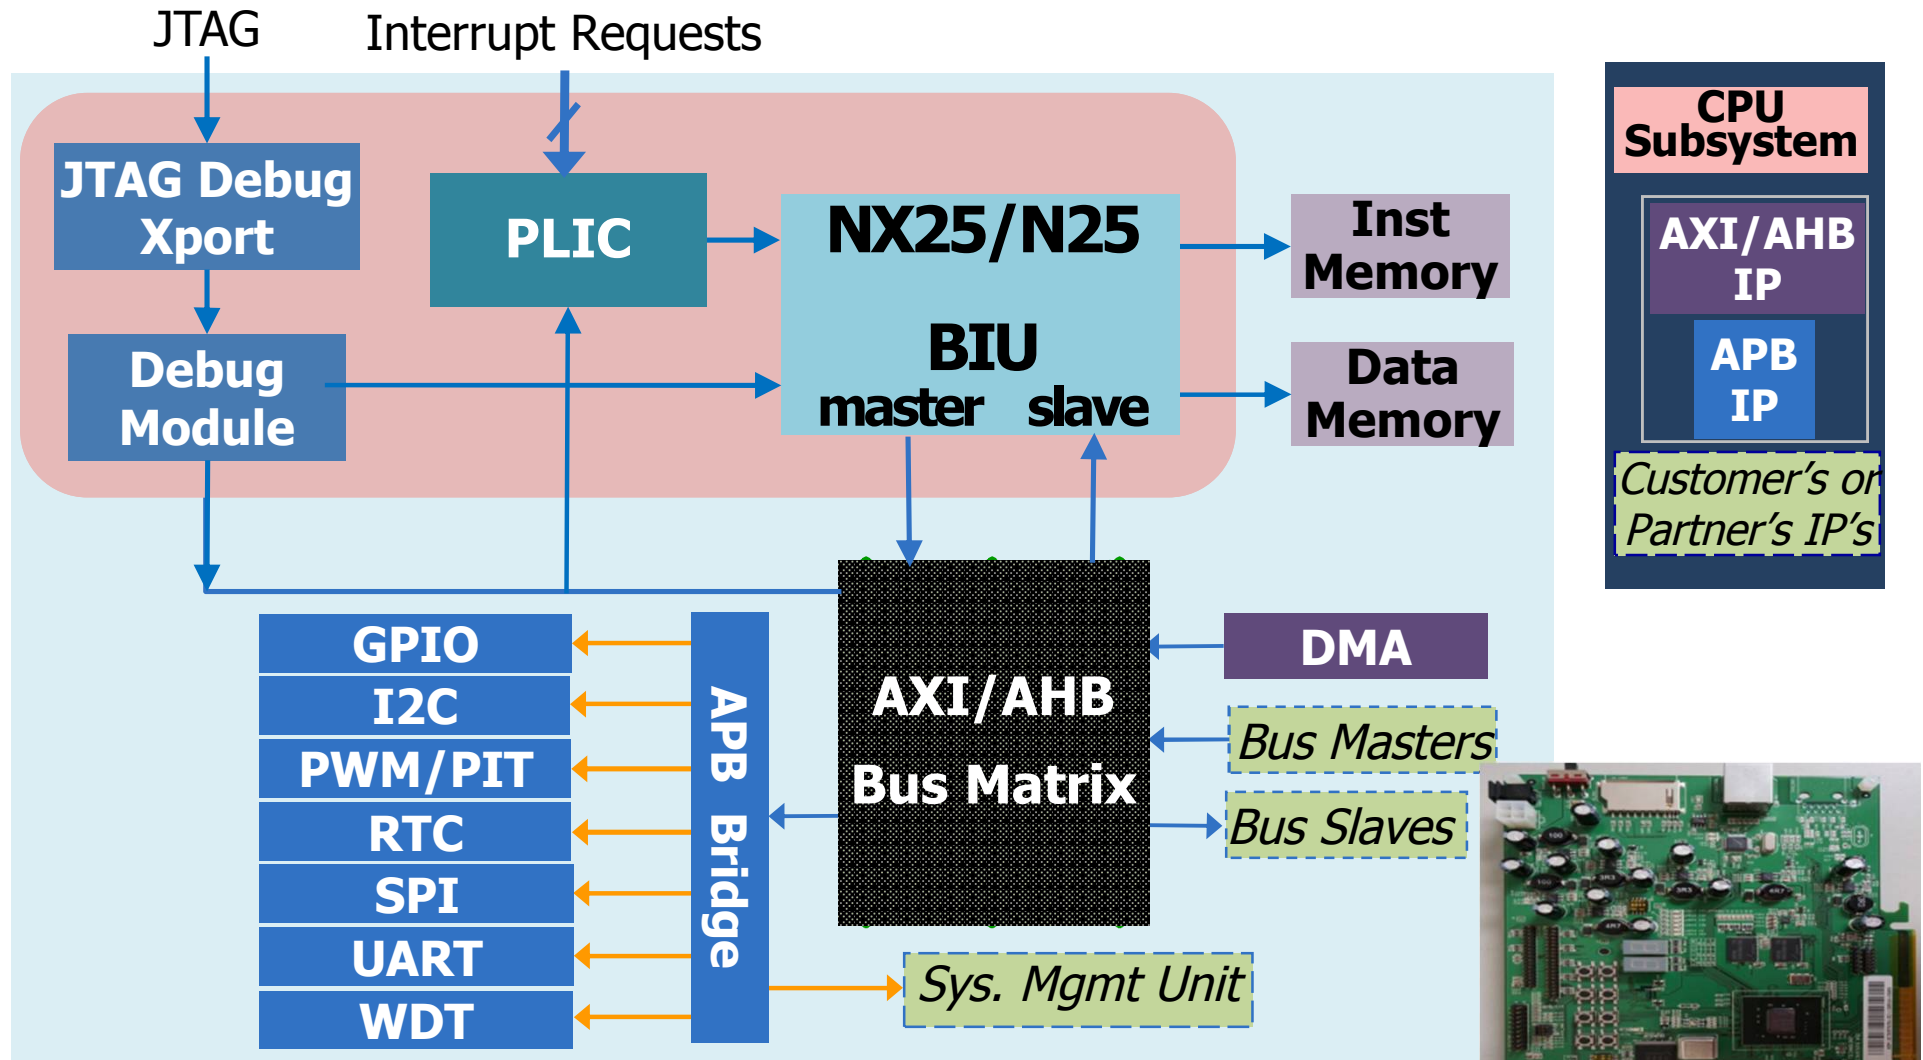 JTAG
Interrupt Requests
JTAG Debug
Xport
PLIC
NX25/N25
BIU
master slave
Inst
Memory
Debug
Module
Data
Memory
CPU
Subsystem
AXI/AHB
IP
APB
IP
Customer's or
Partner's IP's
GPIO
I2C
PWM/PIT
RTC
SPI
UART
WDT
APB Bridge
AXI/AHB
Bus Matrix
DMA
Bus Masters
Bus Slaves
Sys. Mgmt Unit